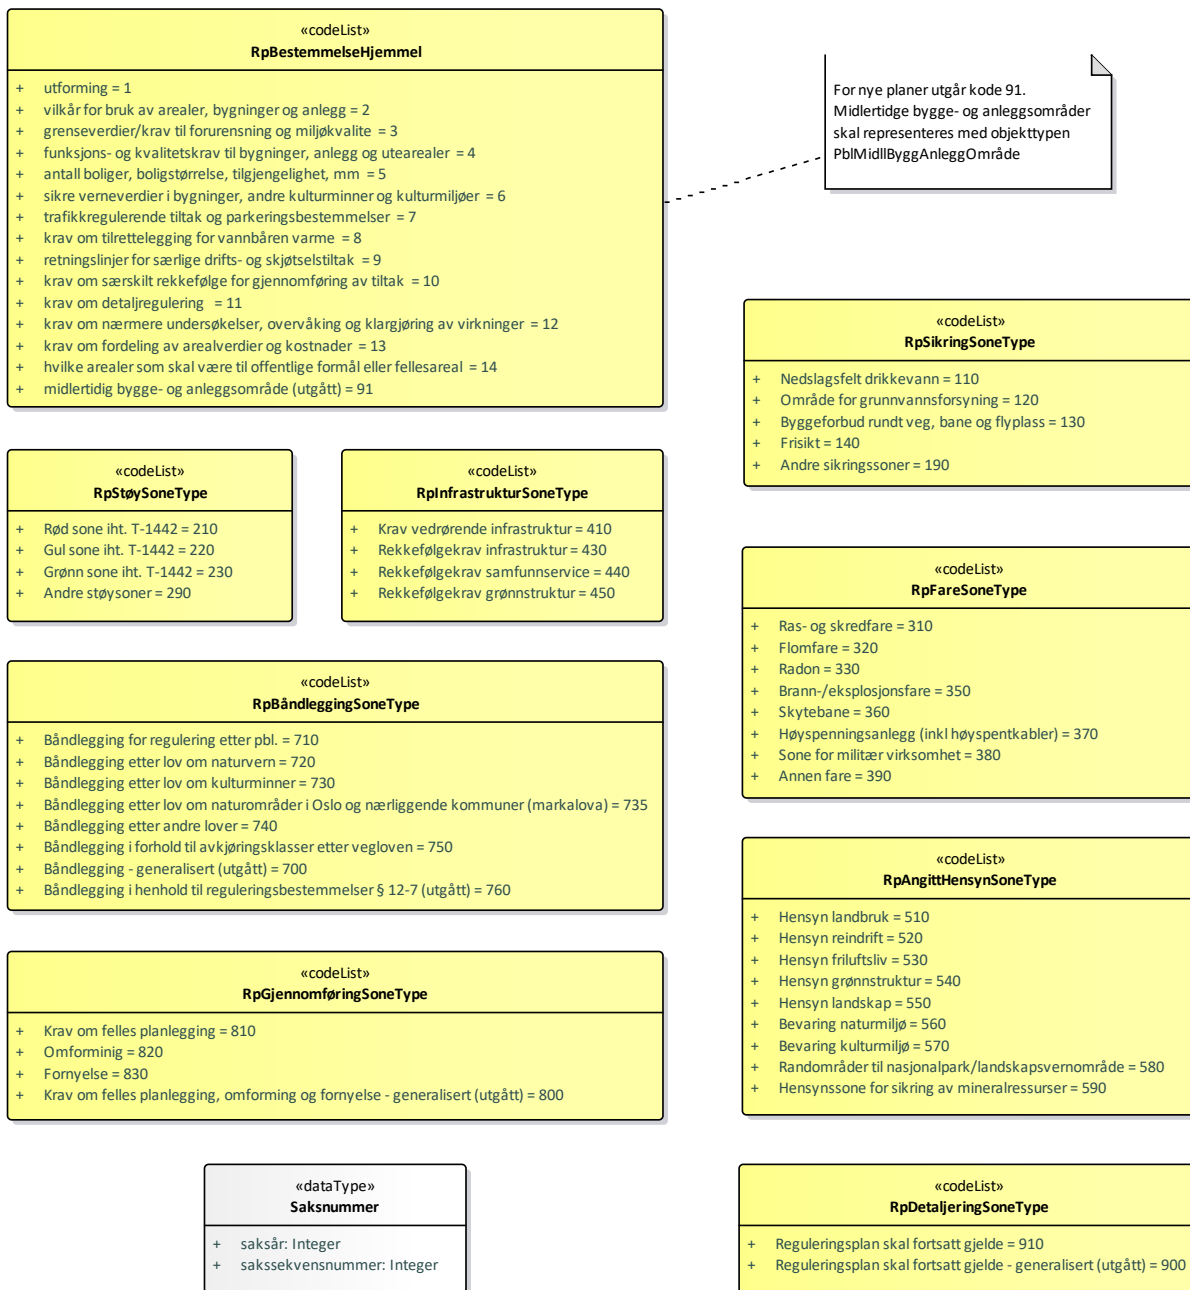 «codeList»
RpBestemmelseHjemmel
+ utforming = 1
+ vilkår for bruk av arealer, bygninger og anlegg = 2
+ grenseverdier/krav til forurensning og miljøkvalite = 3
+ funksjons- og kvalitetskrav til bygninger, anlegg og utearealer = 4
+ antall boliger, boligstørrelse, tilgjengelighet, mm = 5
+ sikre verneverdier i bygninger, andre kulturminner og kulturmiljøer = 6
+ trafikkregulerende tiltak og parkeringsbestemmelser = 7
+ krav om tilrettelegging for vannbåren varme = 8
+ retningslinjer for særlige drifts- og skjøtselstiltak = 9
+ krav om særskilt rekkefølge for gjennomføring av tiltak = 10
+ krav om detaljregulering = 11
+ krav om nærmere undersøkelser, overvåking og klargjøring av virkninger = 12
+ krav om fordeling av arealverdier og kostnader = 13
+ hvilke arealer som skal være til offentlige formål eller fellesareal = 14
+ midlertidig bygge- og anleggsområde (utgått) = 91
For nye planer utgår kode 91.
Midlertidge bygge- og anleggsområder
skal representeres med objekttypen
PblMidllByggAnleggOmråde
«codeList»
RpSikringSoneType
+ Nedslagsfelt drikkevann = 110
+ Område for grunnvannsforsyning = 120
+ Byggeforbud rundt veg, bane og flyplass = 130
+ Frisikt = 140
+ Andre sikringssoner = 190
«codeList»
RpStøySoneType
+ Rød sone iht. T-1442 = 210
+ Gul sone iht. T-1442 = 220
+ Grønn sone iht. T-1442 = 230
+ Andre støysoner = 290
«codeList»
RpInfrastrukturSoneType
+ Krav vedrørende infrastruktur = 410
+ Rekkefølgekrav infrastruktur = 430
+ Rekkefølgekrav samfunnservice = 440
+ Rekkefølgekrav grønnstruktur = 450
«codeList»
RpFareSoneType
+ Ras- og skredfare = 310
+ Flomfare = 320
+ Radon = 330
+ Brann-/eksplosjonsfare = 350
+ Skytebane = 360
+ Høyspenningsanlegg (inkl høyspentkabler) = 370
+ Sone for militær virksomhet = 380
+ Annen fare = 390
«codeList»
RpBåndleggingSoneType
+ Båndlegging for regulering etter pbl. = 710
+ Båndlegging etter lov om naturvern = 720
+ Båndlegging etter lov om kulturminner = 730
+ Båndlegging etter lov om naturområder i Oslo og nærliggende kommuner (markalova) = 735
+ Båndlegging etter andre lover = 740
+ Båndlegging i forhold til avkjøringsklasser etter vegloven = 750
+ Båndlegging - generalisert (utgått) = 700
+ Båndlegging i henhold til reguleringsbestemmelser § 12-7 (utgått) = 760
«codeList»
RpAngittHensynSoneType
+ Hensyn landbruk = 510
+ Hensyn reindrift = 520
+ Hensyn friluftsliv = 530
+ Hensyn grønnstruktur = 540
+ Hensyn landskap = 550
+ Bevaring naturmiljø = 560
+ Bevaring kulturmiljø = 570
+ Randområder til nasjonalpark/landskapsvernområde = 580
+ Hensynssone for sikring av mineralressurser = 590
«codeList»
RpGjennomføringSoneType
+ Krav om felles planlegging = 810
+ Omforminig = 820
+ Fornyelse = 830
+ Krav om felles planlegging, omforming og fornyelse - generalisert (utgått) = 800
«dataType»
Saksnummer
+ saksår: Integer
+ sakssekvensnummer: Integer
«codeList»
RpDetaljeringSoneType
+ Reguleringsplan skal fortsatt gjelde = 910
+ Reguleringsplan skal fortsatt gjelde - generalisert (utgått) = 900